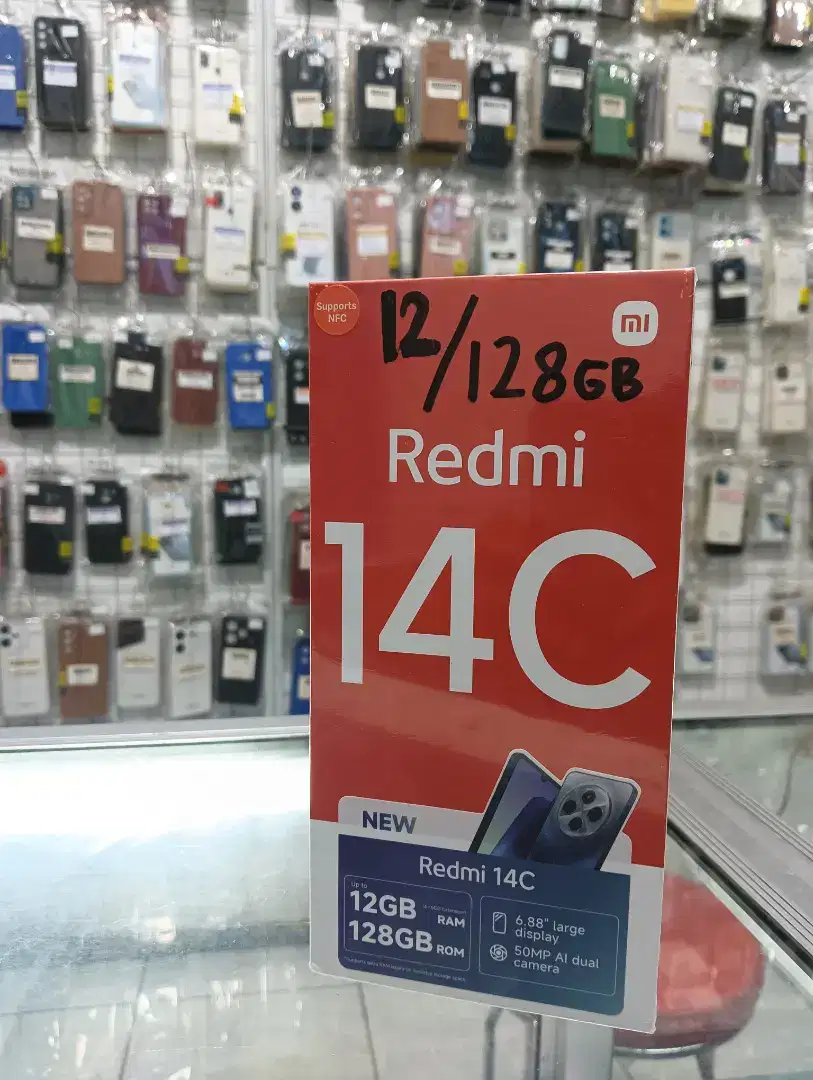 Supports
NFC
12/128GB
mi
Redmi
14C
NEW
Redmi 14C
Up to
12GB RAM
128GB ROM
6.88" large
display
50MP AI dual
camera